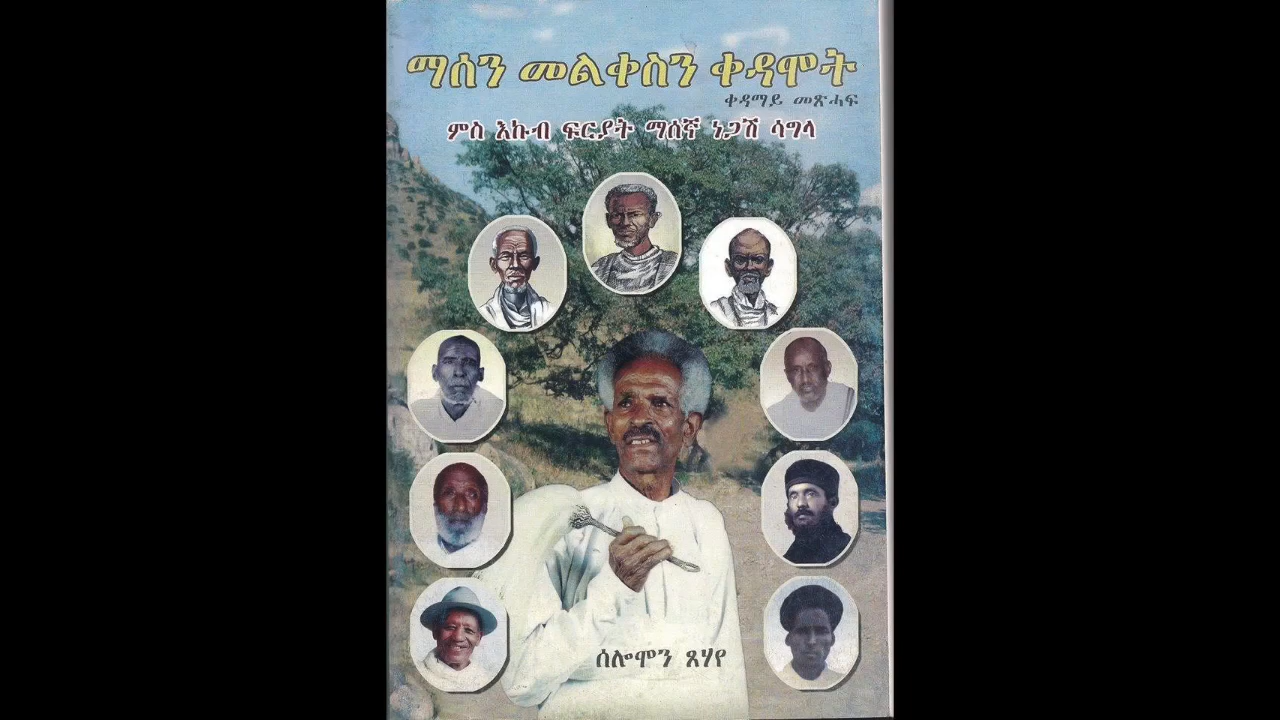 ማሰን መልቀስን ቀዳሞት
ቀዳማይ መጽሓፍ
ምስ እኩብ ፍርያት ማሰኛ ነጋሽ ሳግላ
ሰሎሞን ጸሃየ